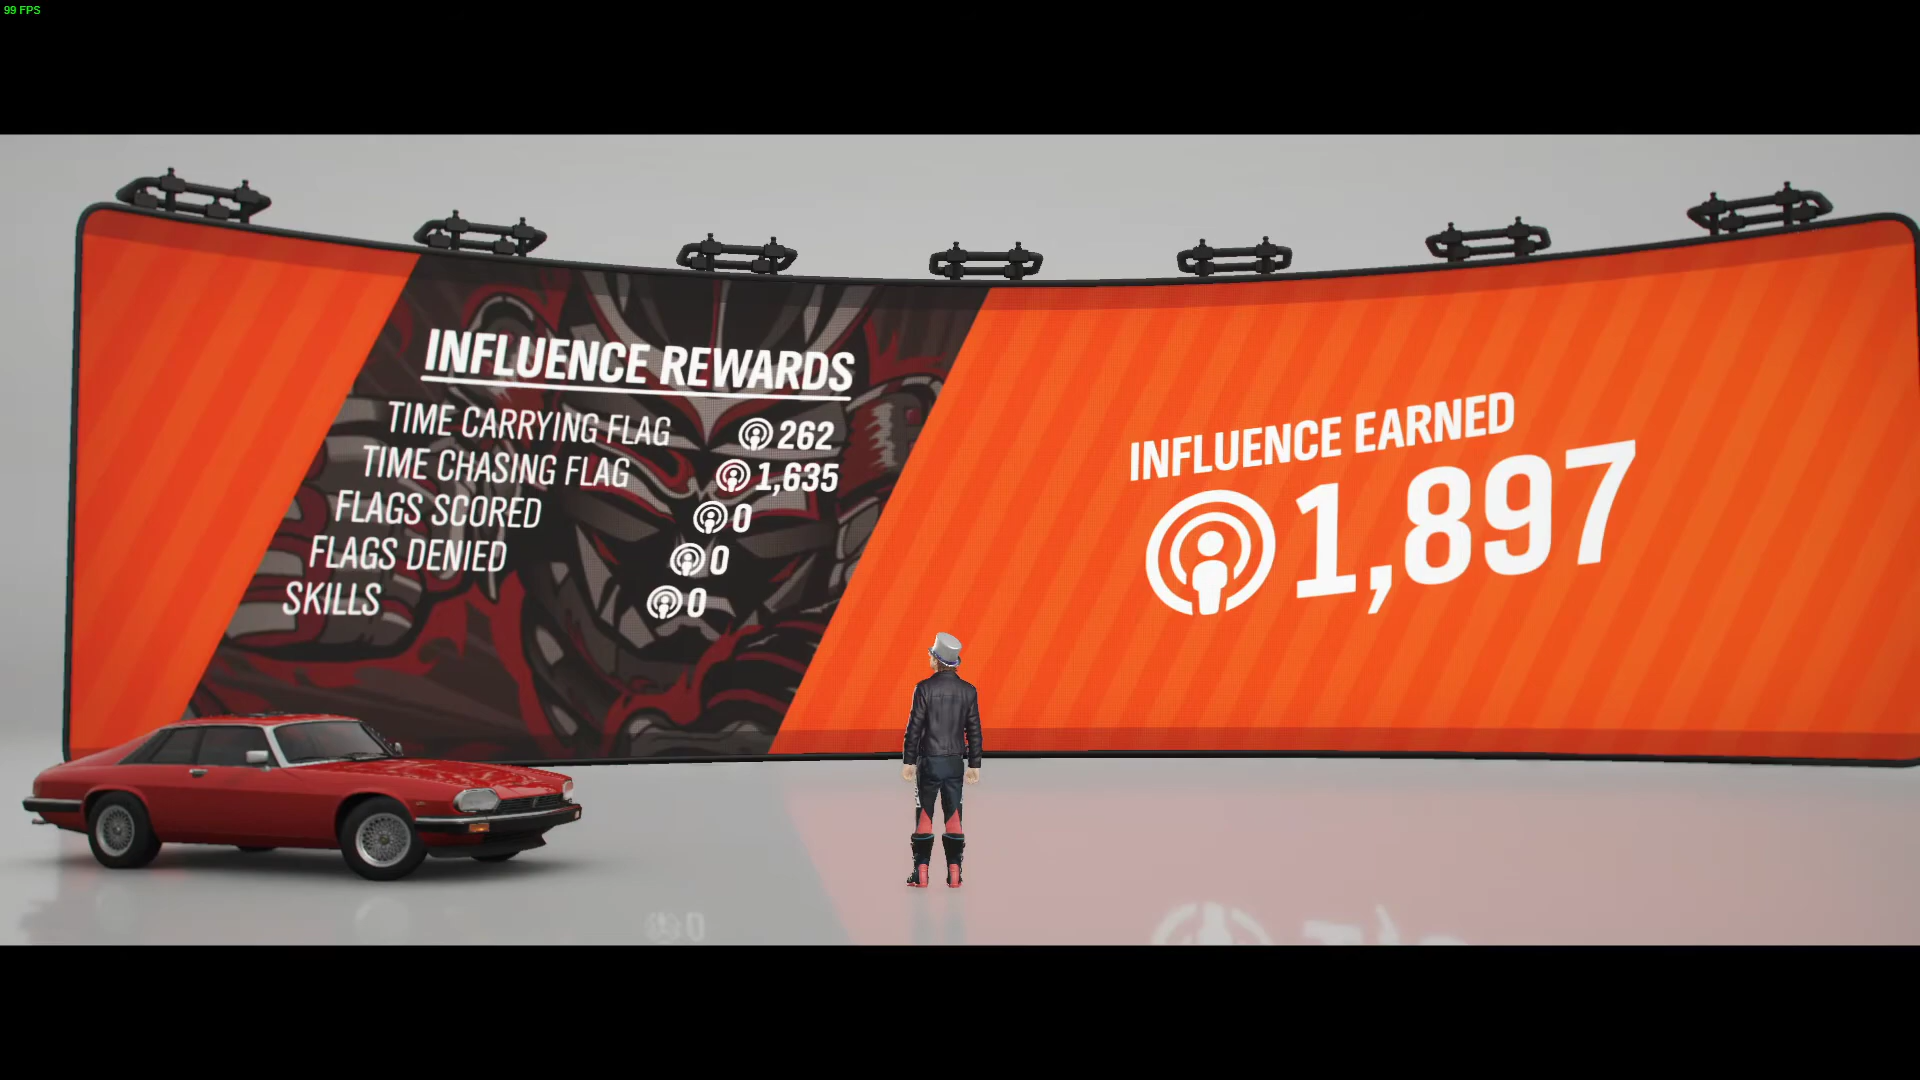 99 FPS
INFLUENCE REWARDS
TIME CARRYING FLAG 262
TIME CHASING FLAG 1,635
FLAGS SCORED 0
FLAGS DENIED 0
SKILLS 0
INFLUENCE EARNED
1,897